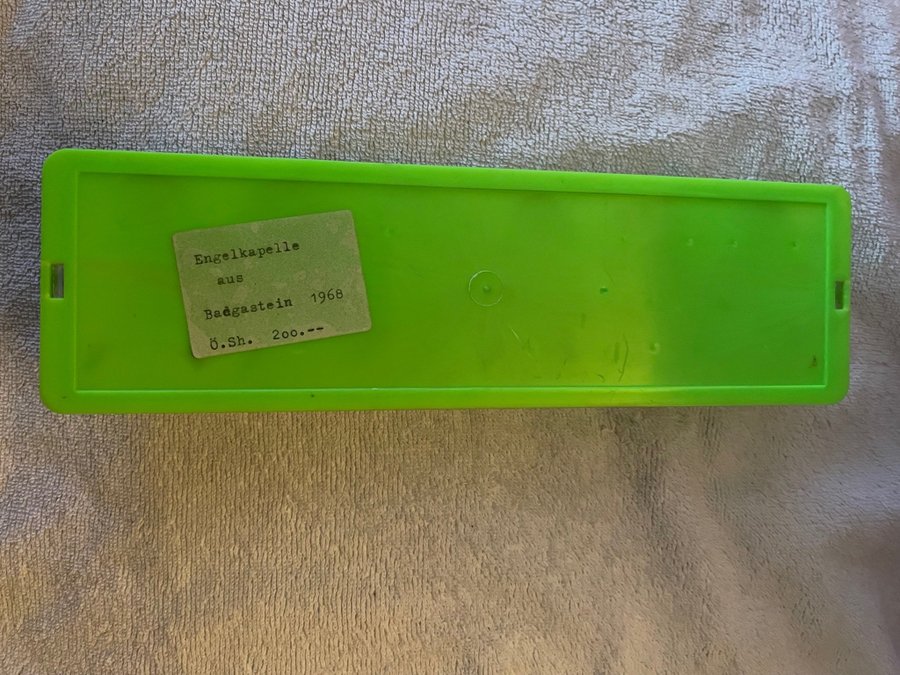 Engelkapelle
aus
Badgastein 1968
Ö.Sh. 2oo.--